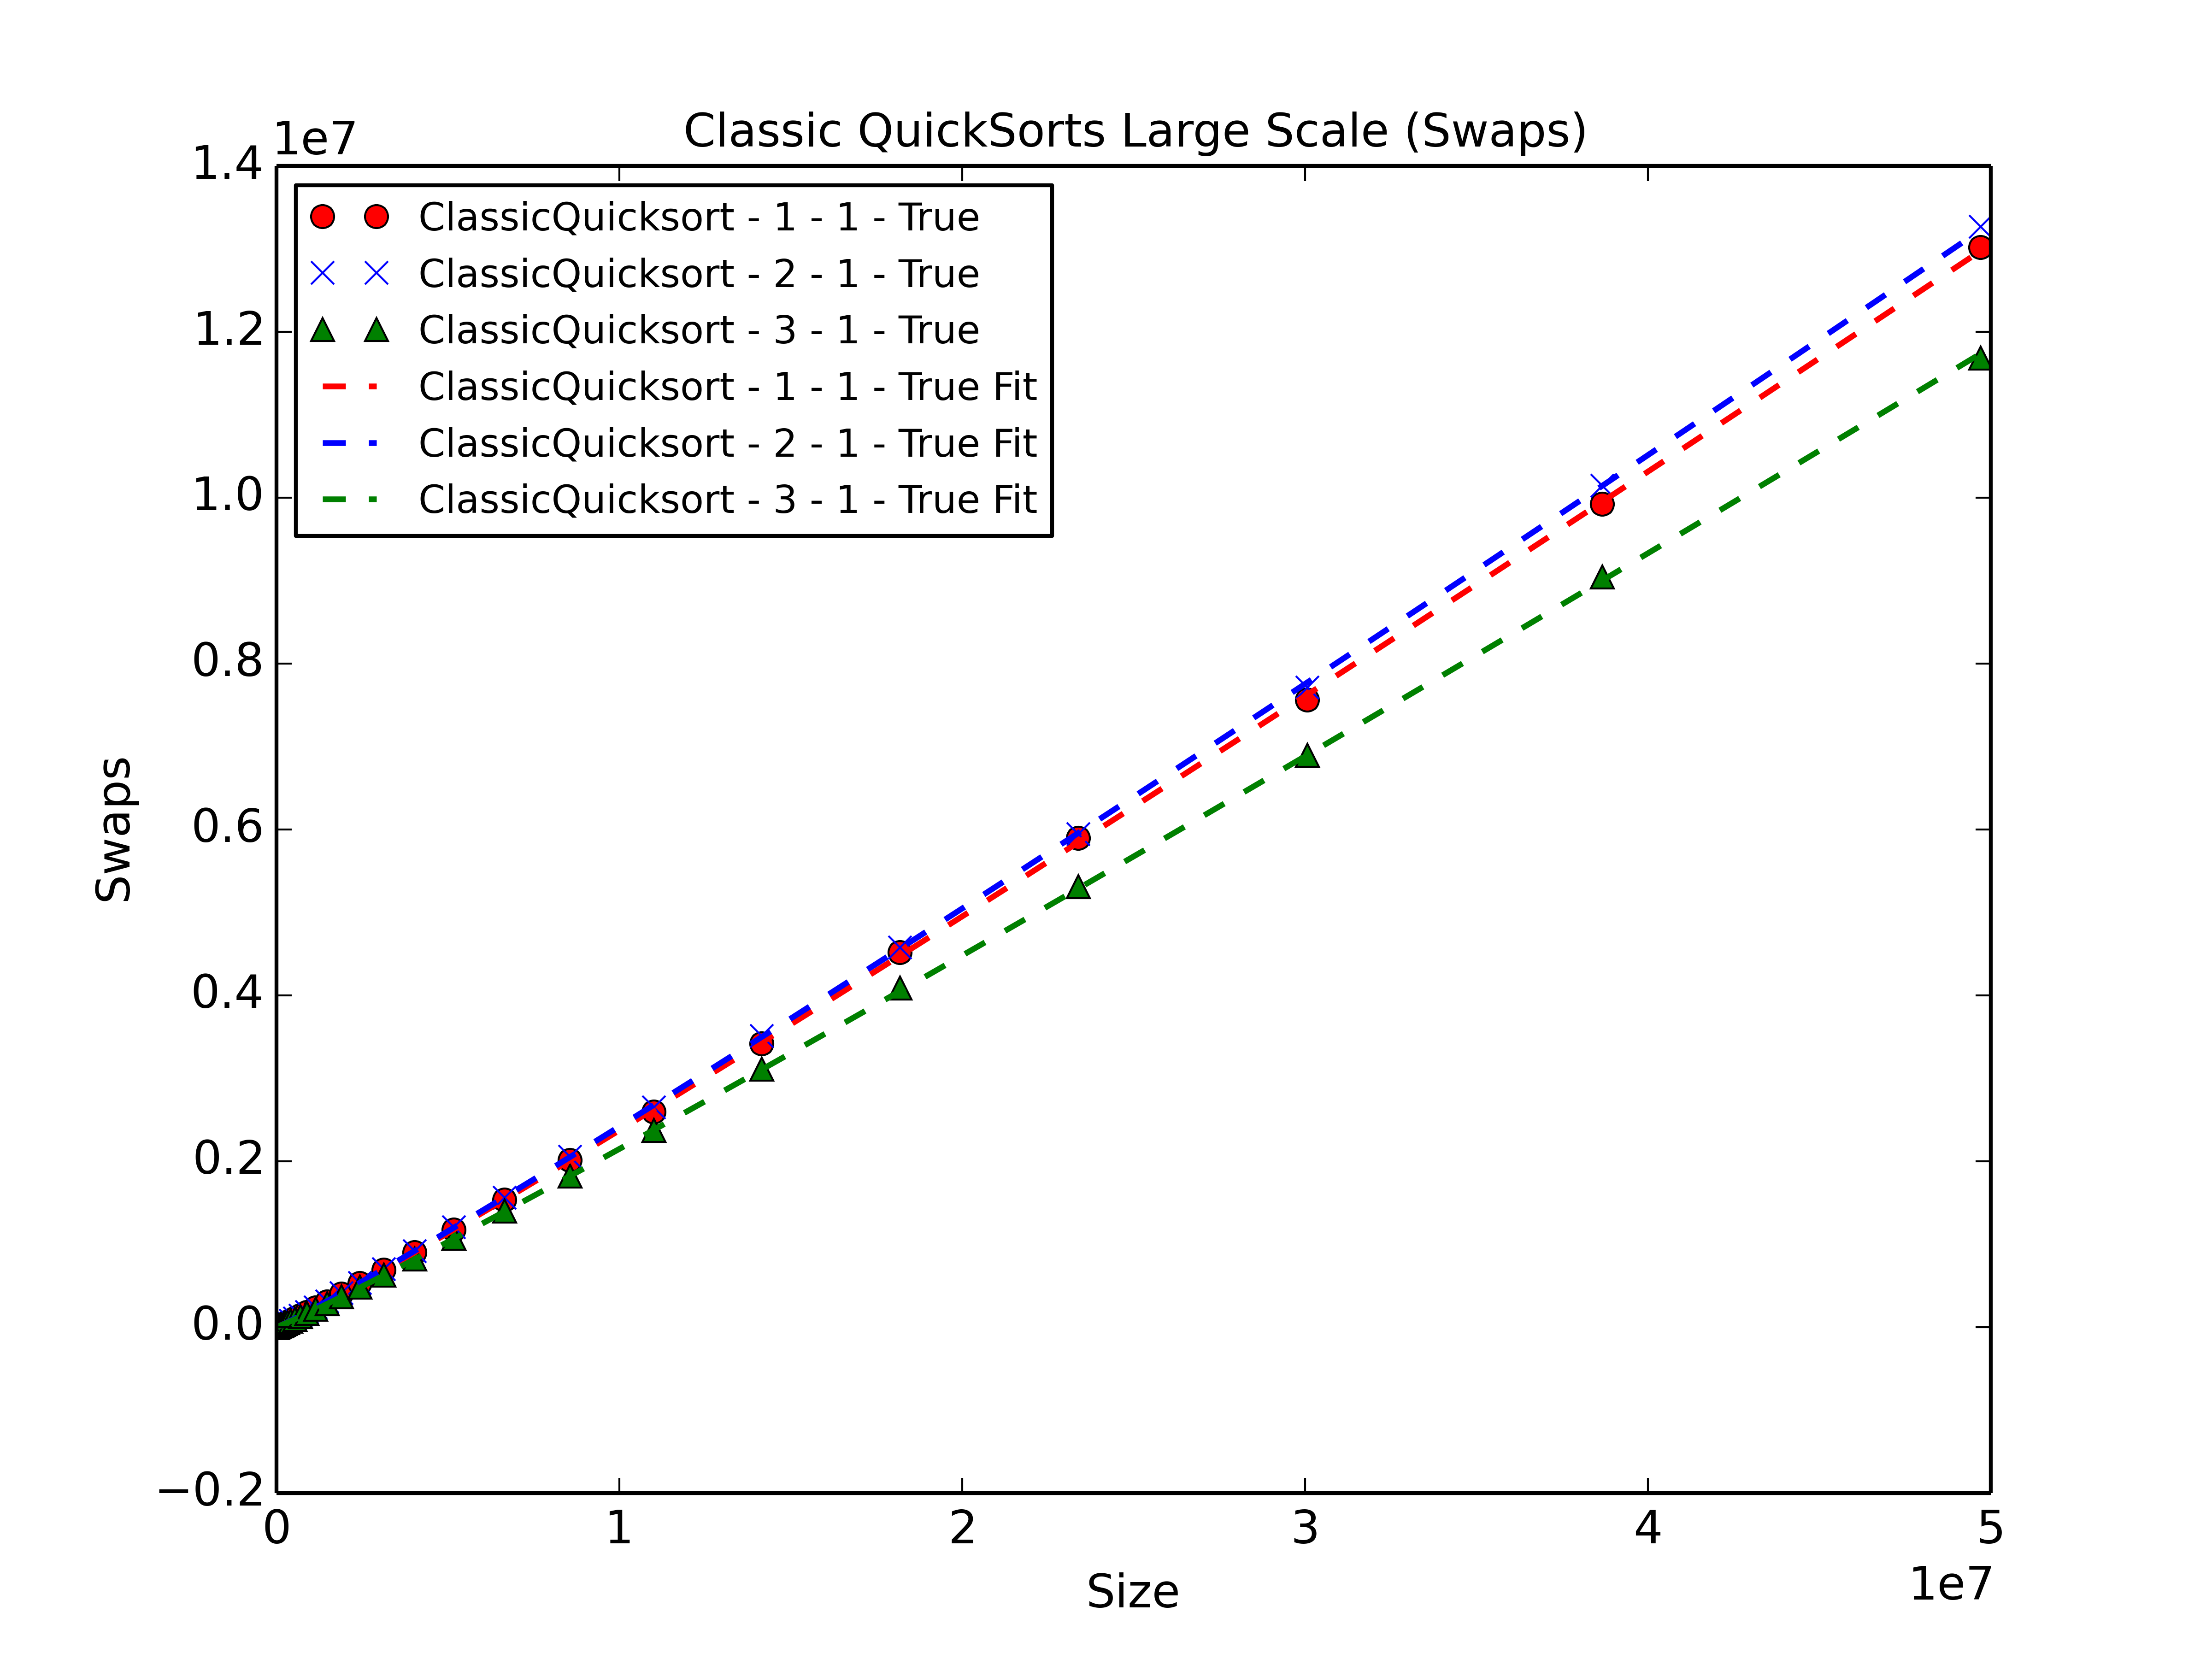 Classic QuickSorts Large Scale (Swaps)
1e7
1.4
1.2
1.0
0.8
0.6
0.4
0.2
0.0
−0.2
Swaps
ClassicQuicksort - 1 - 1 - True
ClassicQuicksort - 2 - 1 - True
ClassicQuicksort - 3 - 1 - True
ClassicQuicksort - 1 - 1 - True Fit
ClassicQuicksort - 2 - 1 - True Fit
ClassicQuicksort - 3 - 1 - True Fit
0 1 2 3 4 5
Size
1e7